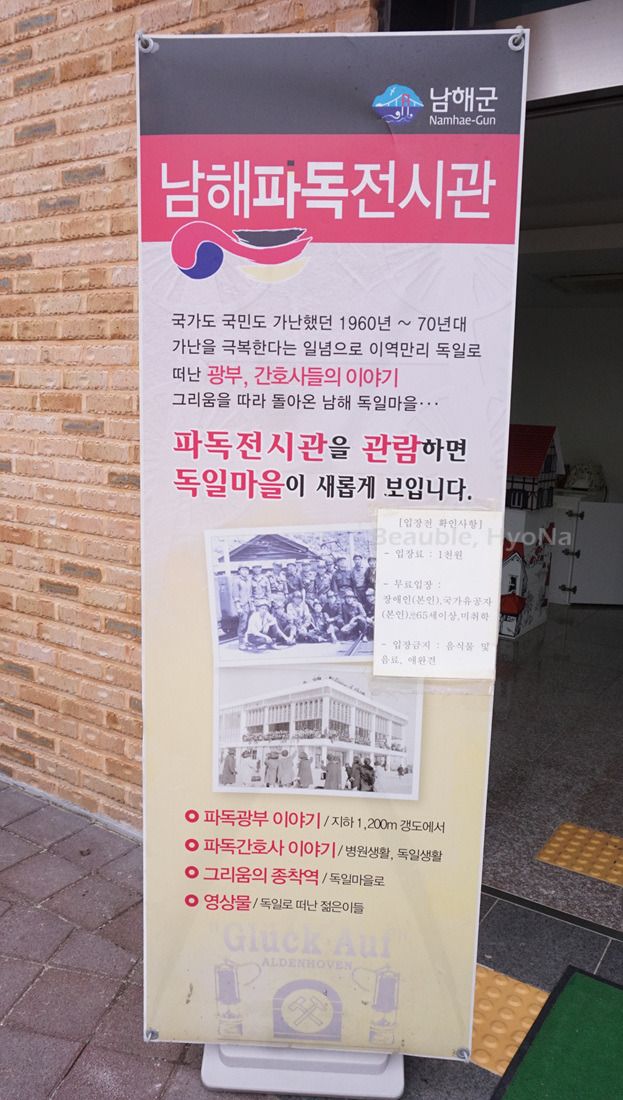 남해군
Namhae-Gun
남해파독전시관
국가도 국민도 가난했던 1960년 ~ 70년대
가난을 극복한다는 일념으로 이역만리 독일로
떠난 광부, 간호사들의 이야기
그리움을 따라 돌아온 남해 독일마을···
파독전시관을 관람하면
독일마을이 새롭게 보입니다.
[입장전 확인사항]
Beauble, HyoNa
- 입장료 : 1천원
- 무료입장 :
장애인(본인),국가유공자
(본인),만65세이상,미취학
- 입장금지 : 음식물 및
음료, 애완견
파독광부 이야기 / 지하 1,200m 갱도에서
파독간호사 이야기 / 병원생활, 독일생활
그리움의 종착역 / 독일마을로
영상물 / 독일로 떠난 젊은이들
"Glück Auf"
ALDENHOVEN